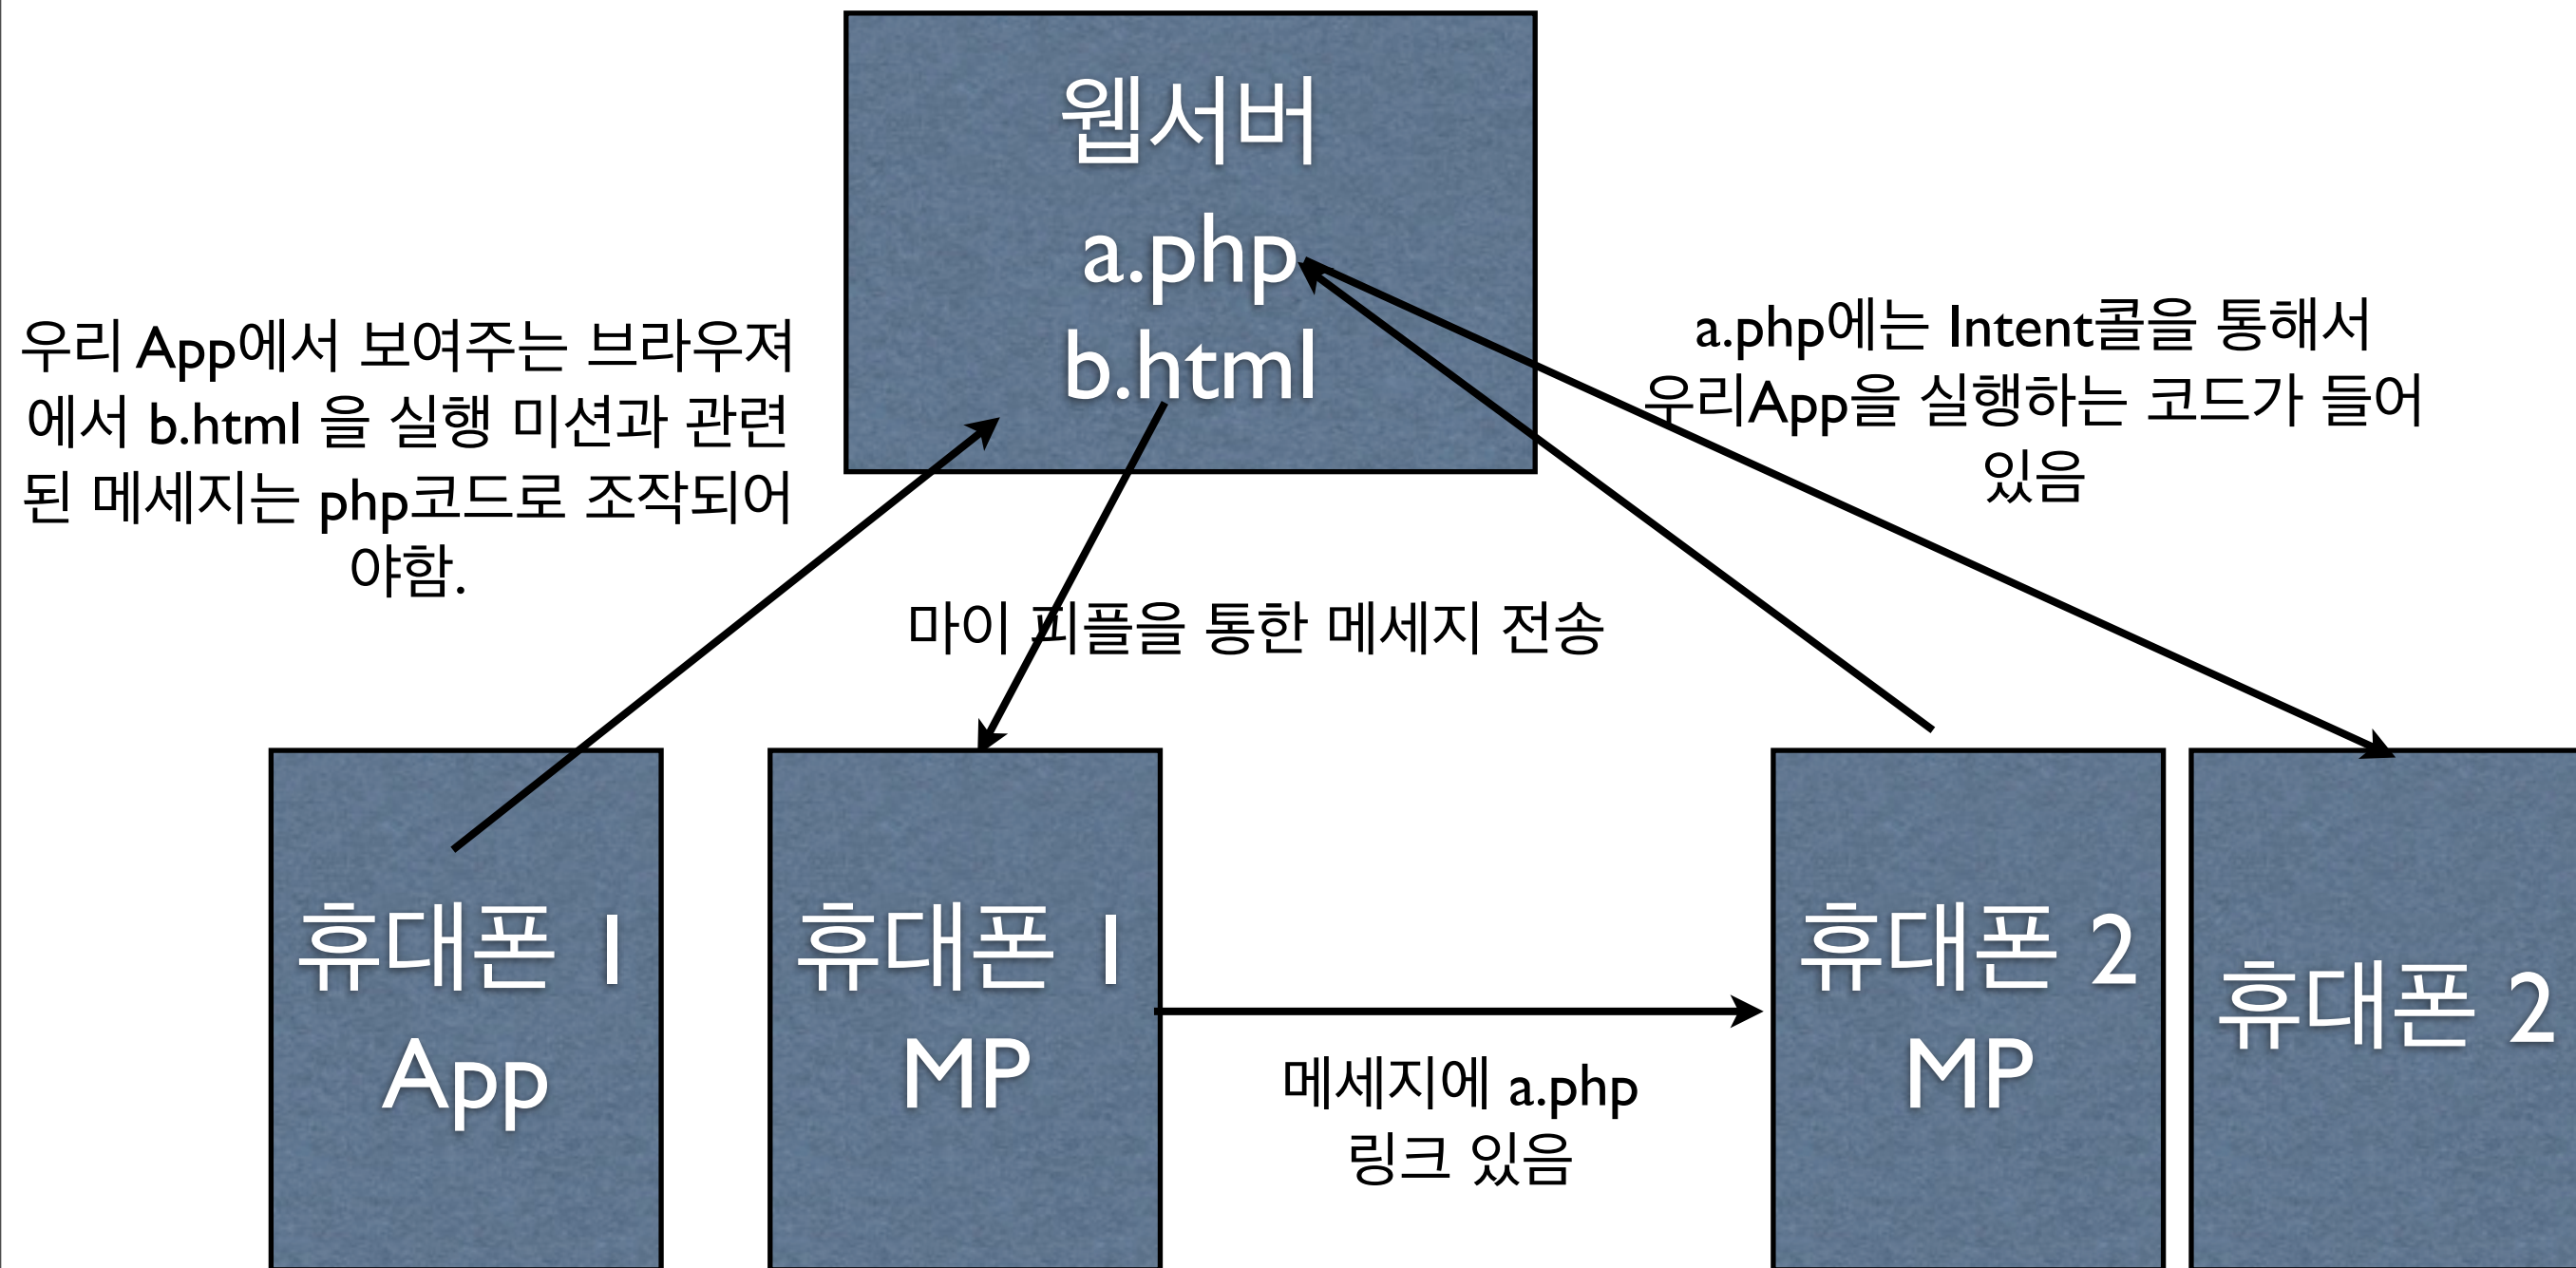 웹서버
a.php
b.html
우리 App에서 보여주는 브라우져
에서 b.html 을 실행 미션과 관련
된 메세지는 php코드로 조작되어
야함.
a.php에는 Intent콜을 통해서
우리App을 실행하는 코드가 들어
있음
마이 피플을 통한 메세지 전송
휴대폰 1
App
휴대폰 1
MP
메세지에 a.php
링크 있음
휴대폰 2
MP
휴대폰 2